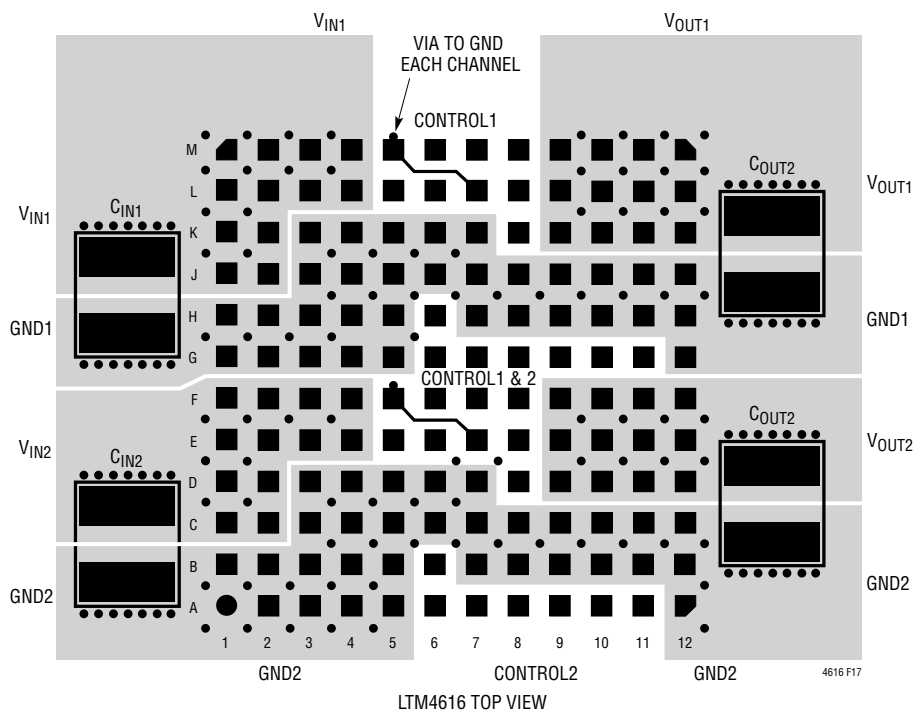 VIN1
VOUT1
VIA TO GND
EACH CHANNEL
CONTROL1
M
COUT2
L
VOUT1
VIN1
CIN1
K
J
GND1
H
GND1
G
CONTROL1 & 2
F
COUT2
E
VIN2
VOUT2
CIN2
D
C
B
GND2
GND2
A
1 2 3 4 5 6 7 8 9 10 11 12
GND2 CONTROL2 GND2
4616 F17
LTM4616 TOP VIEW